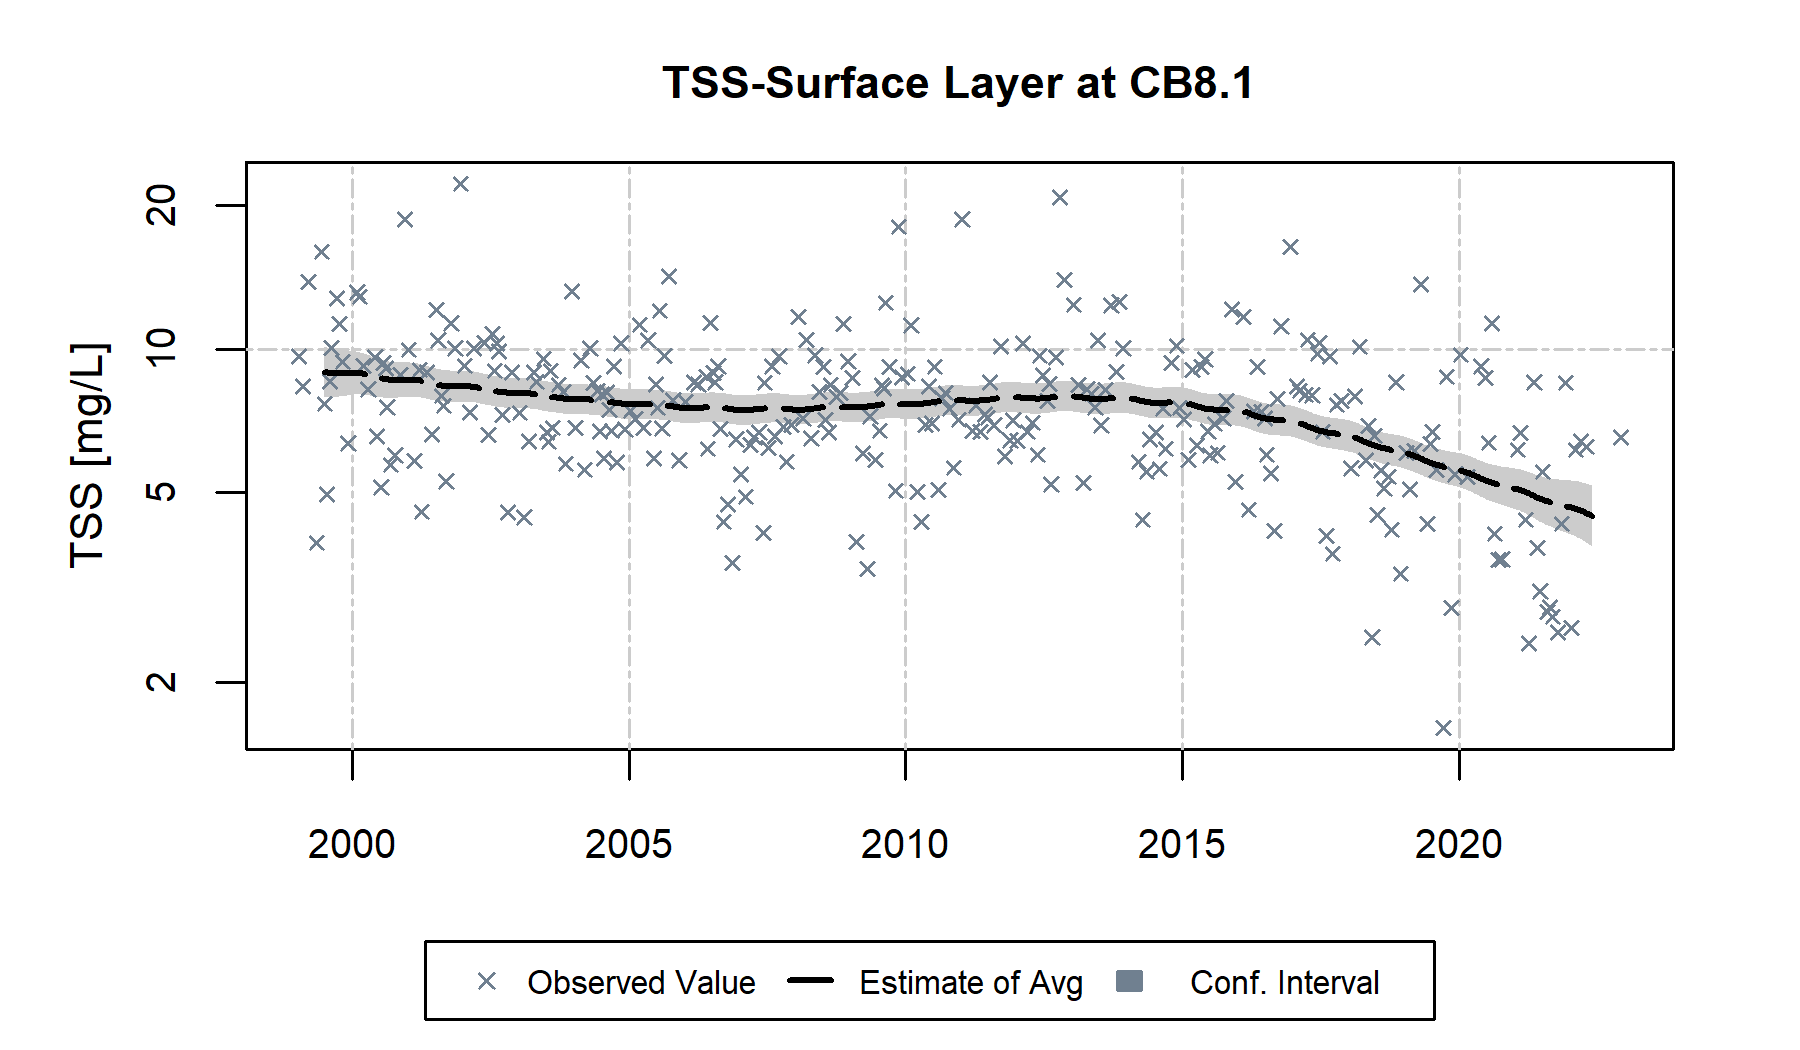 TSS-Surface Layer at CB8.1
TSS [mg/L]
20
10
5
2
2000 2005 2010 2015 2020
Observed Value Estimate of Avg Conf. Interval